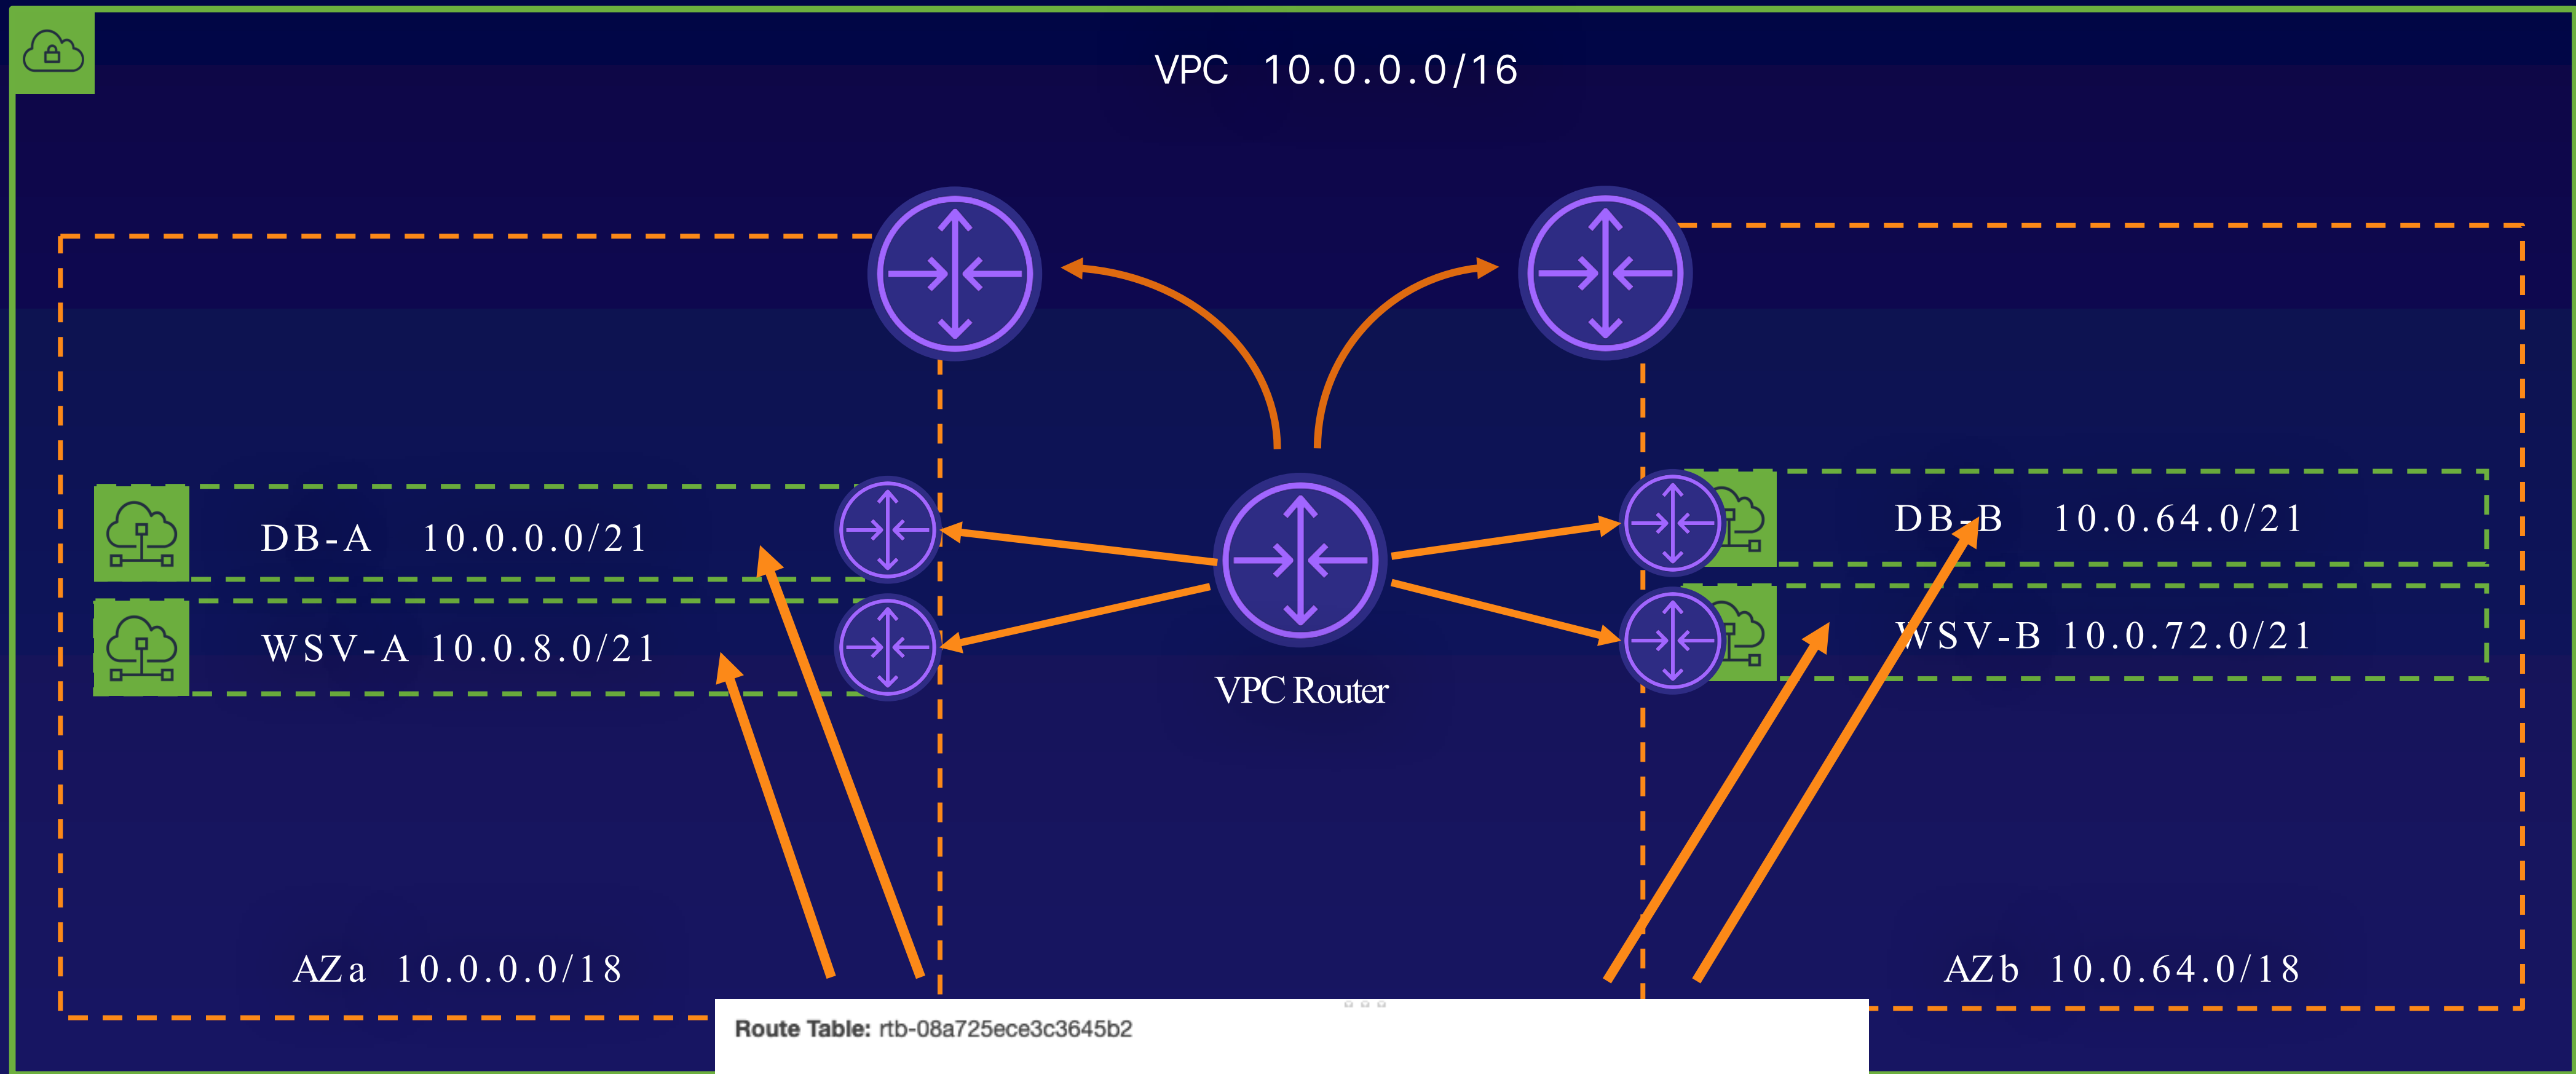 VPC 10.0.0.0/16
DB-A 10.0.0.0/21
WSV-A 10.0.8.0/21
VPC Router
DB-B 10.0.64.0/21
WSV-B 10.0.72.0/21
AZa 10.0.0.0/18
AZb 10.0.64.0/18
Route Table: rtb-08a725ece3c3645b2